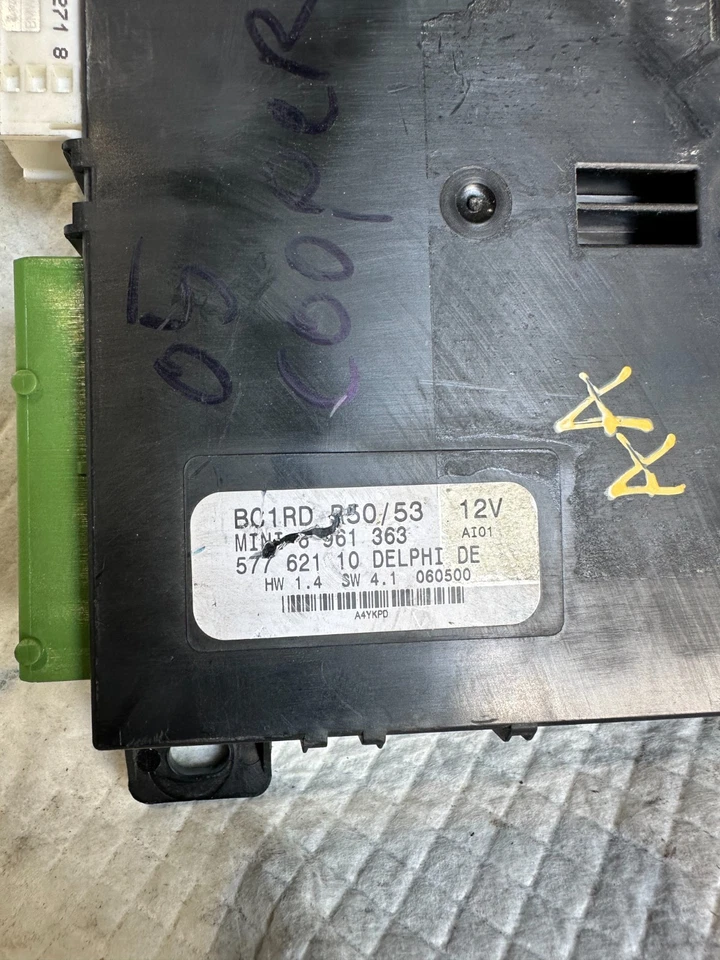 271 8
05
COOPER
AA
BC1RD R50/53 12V
AI01
MINI 6 961 363
577 621 10 DELPHI DE
HW 1.4 SW 4.1 060500
A4YKPD